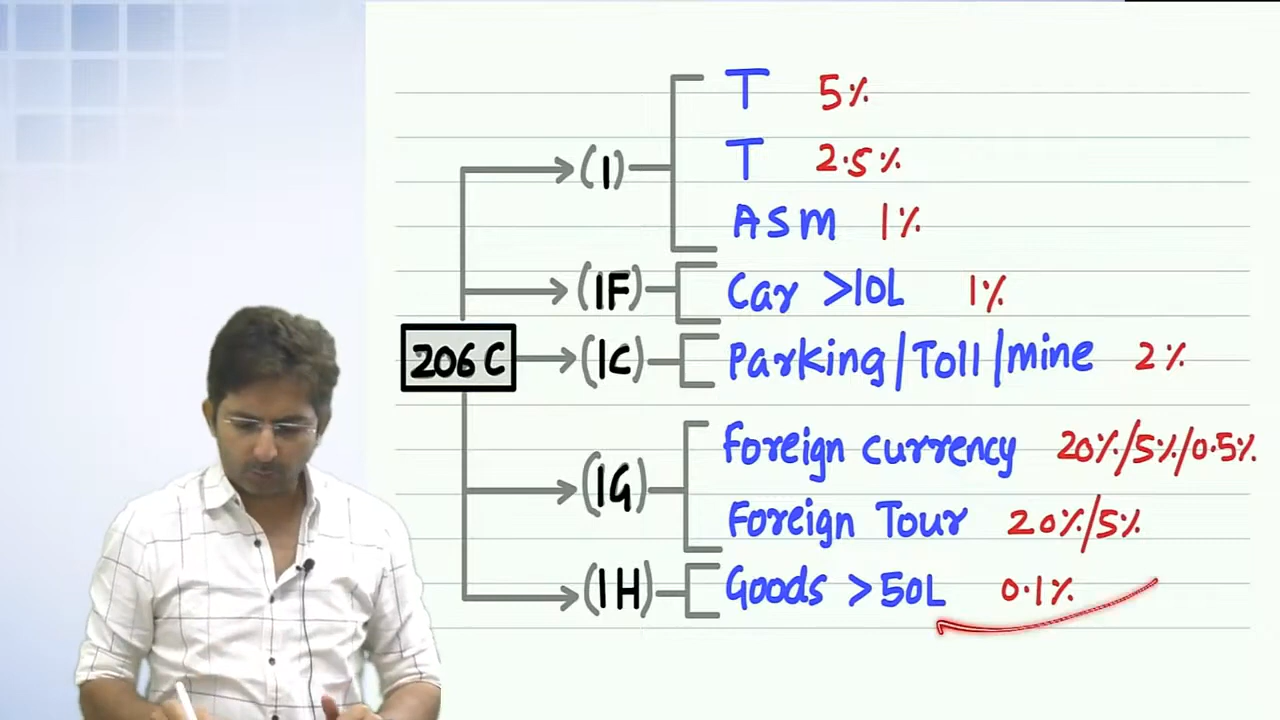 T 5%
T 2.5%
(1)
Asm 1%
(1F) Car >10L 1%
206C (1C) Parking/Toll/mine 2%
Foreign currency 20%/5%/0.5%
(1G)
Foreign Tour 20%/5%
(1H) Goods >50L 0.1%